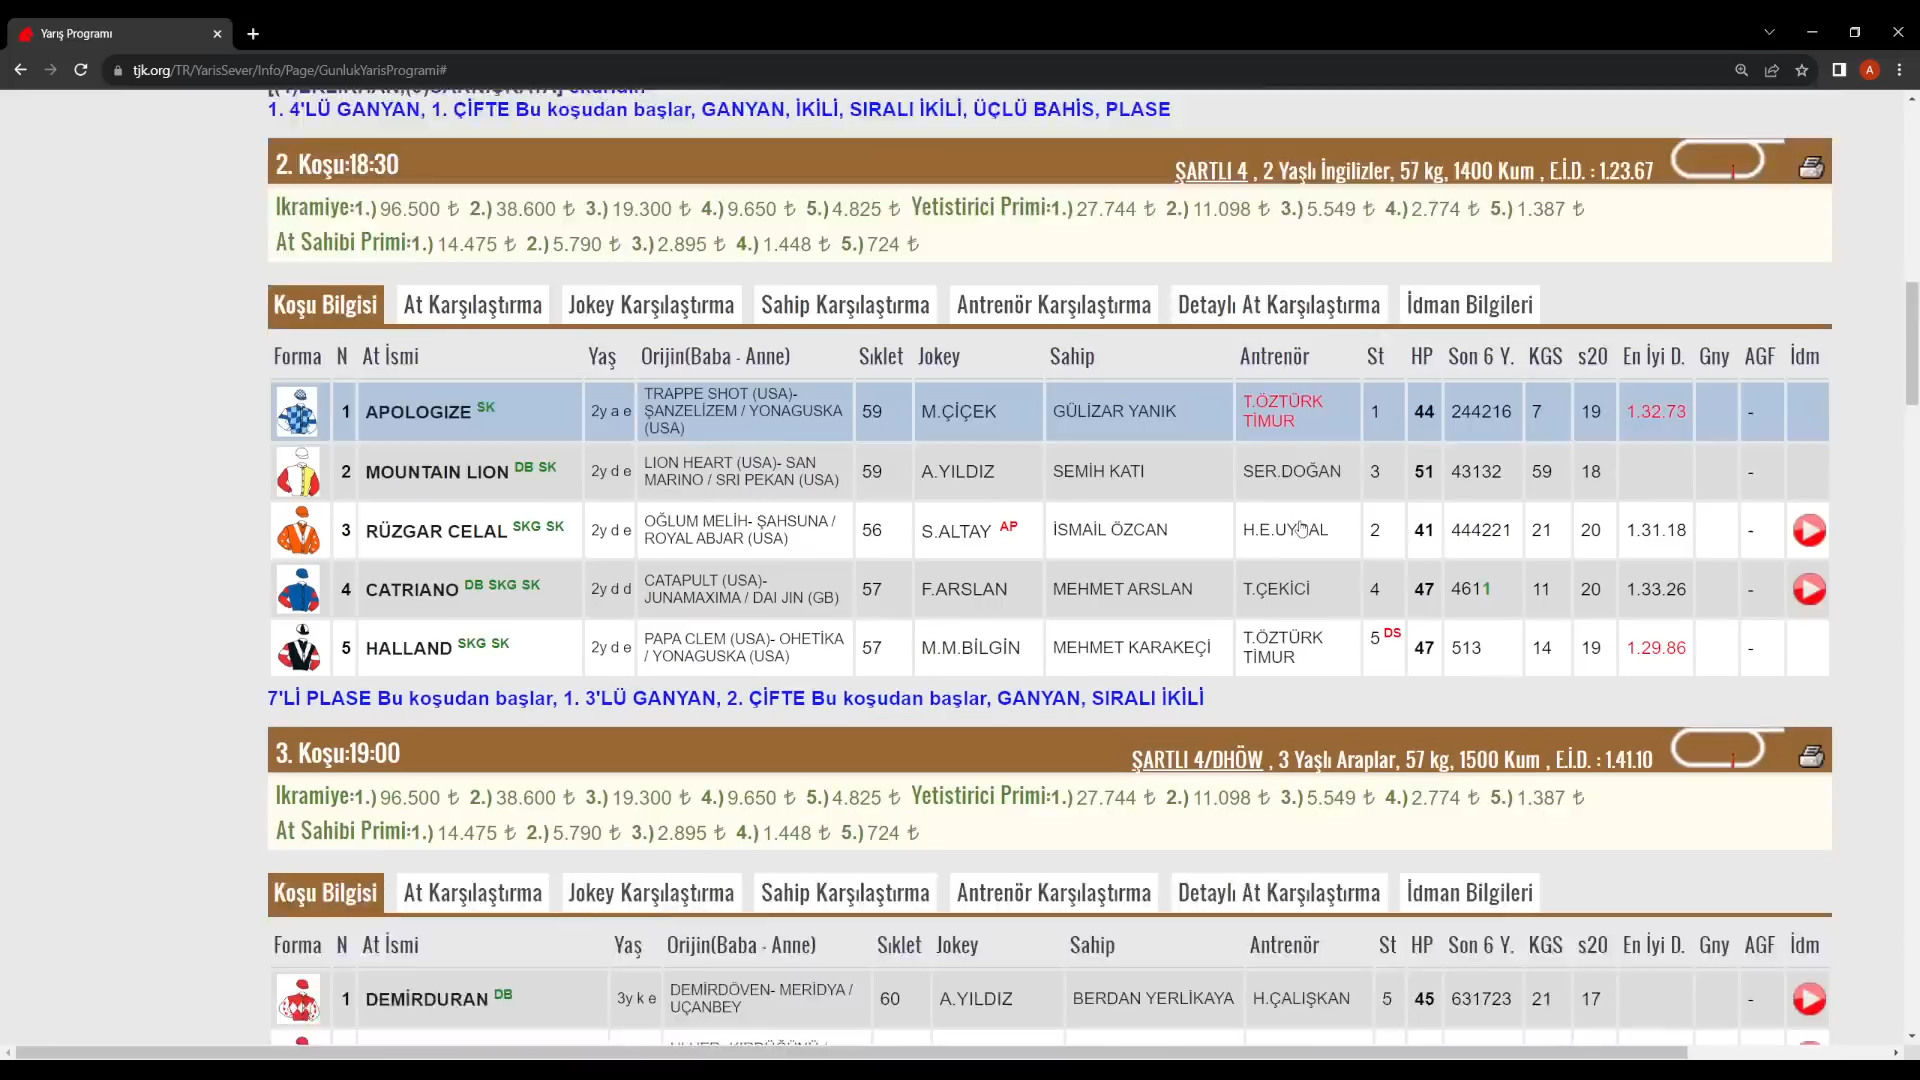 Yarış Programı
tjk.org/TR/YarisSever/Info/Page/GunlukYarisProgrami#
A
1. 4'LÜ GANYAN, 1. ÇİFTE Bu koşudan başlar, GANYAN, İKİLİ, SIRALI İKİLİ, ÜÇLÜ BAHİS, PLASE
2. Koşu:18:30
ŞARTLI 4 , 2 Yaşlı İngilizler, 57 kg, 1400 Kum , E.İ.D. : 1.23.67
Ikramiye:1.) 96.500 ₺ 2.) 38.600 ₺ 3.) 19.300 ₺ 4.) 9.650 ₺ 5.) 4.825 ₺ Yetistirici Primi:1.) 27.744 ₺ 2.) 11.098 ₺ 3.) 5.549 ₺ 4.) 2.774 ₺ 5.) 1.387 ₺
At Sahibi Primi:1.) 14.475 ₺ 2.) 5.790 ₺ 3.) 2.895 ₺ 4.) 1.448 ₺ 5.) 724 ₺
Koşu Bilgisi At Karşılaştırma Jokey Karşılaştırma Sahip Karşılaştırma Antrenör Karşılaştırma Detaylı At Karşılaştırma İdman Bilgileri
Forma N At İsmi Yaş Orijin(Baba - Anne) Sıklet Jokey Sahip Antrenör St HP Son 6 Y. KGS s20 En İyi D. Gny AGF İdm
1 APOLOGIZE SK 2y a e TRAPPE SHOT (USA)- ŞANZELİZEM / YONAGUSKA (USA) 59 M.ÇİÇEK GÜLİZAR YANIK T.ÖZTÜRK TİMUR 1 44 244216 7 19 1.32.73 -
2 MOUNTAIN LION DB SK 2y d e LION HEART (USA)- SAN MARINO / SRI PEKAN (USA) 59 A.YILDIZ SEMİH KATI SER.DOĞAN 3 51 43132 59 18 -
3 RÜZGAR CELAL SKG SK 2y d e OĞLUM MELİH- ŞAHSUNA / ROYAL ABJAR (USA) 56 S.ALTAY AP İSMAİL ÖZCAN H.E.UYSAL 2 41 444221 21 20 1.31.18 -
4 CATRIANO DB SKG SK 2y d d CATAPULT (USA)- JUNAMAXIMA / DAI JIN (GB) 57 F.ARSLAN MEHMET ARSLAN T.ÇEKİCİ 4 47 4611 11 20 1.33.26 -
5 HALLAND SKG SK 2y d e PAPA CLEM (USA)- OHETİKA / YONAGUSKA (USA) 57 M.M.BİLGİN MEHMET KARAKEÇİ T.ÖZTÜRK TİMUR 5 DS 47 513 14 19 1.29.86 -
7'Lİ PLASE Bu koşudan başlar, 1. 3'LÜ GANYAN, 2. ÇİFTE Bu koşudan başlar, GANYAN, SIRALI İKİLİ
3. Koşu:19:00
ŞARTLI 4/DHÖW , 3 Yaşlı Araplar, 57 kg, 1500 Kum , E.İ.D. : 1.41.10
Ikramiye:1.) 96.500 ₺ 2.) 38.600 ₺ 3.) 19.300 ₺ 4.) 9.650 ₺ 5.) 4.825 ₺ Yetistirici Primi:1.) 27.744 ₺ 2.) 11.098 ₺ 3.) 5.549 ₺ 4.) 2.774 ₺ 5.) 1.387 ₺
At Sahibi Primi:1.) 14.475 ₺ 2.) 5.790 ₺ 3.) 2.895 ₺ 4.) 1.448 ₺ 5.) 724 ₺
Koşu Bilgisi At Karşılaştırma Jokey Karşılaştırma Sahip Karşılaştırma Antrenör Karşılaştırma Detaylı At Karşılaştırma İdman Bilgileri
Forma N At İsmi Yaş Orijin(Baba - Anne) Sıklet Jokey Sahip Antrenör St HP Son 6 Y. KGS s20 En İyi D. Gny AGF İdm
1 DEMİRDURAN DB 3y k e DEMİRDÖVEN- MERİDYA / UÇANBEY 60 A.YILDIZ BERDAN YERLİKAYA H.ÇALIŞKAN 5 45 631723 21 17 -